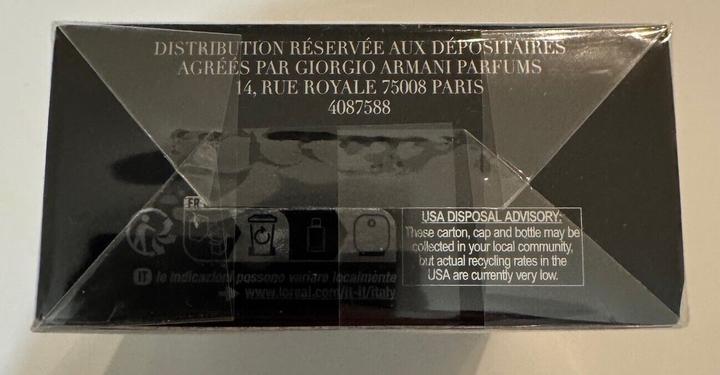 DISTRIBUTION RÉSERVÉE AUX DÉPOSITAIRES
AGRÉÉS PAR GIORGIO ARMANI PARFUMS
14, RUE ROYALE 75008 PARIS
4087588
FR
USA DISPOSAL ADVISORY:
These carton, cap and bottle may be
collected in your local community,
but actual recycling rates in the
USA are currently very low.
IT le indicazioni possono variare localmente
www.loreal.com/it-it/italy